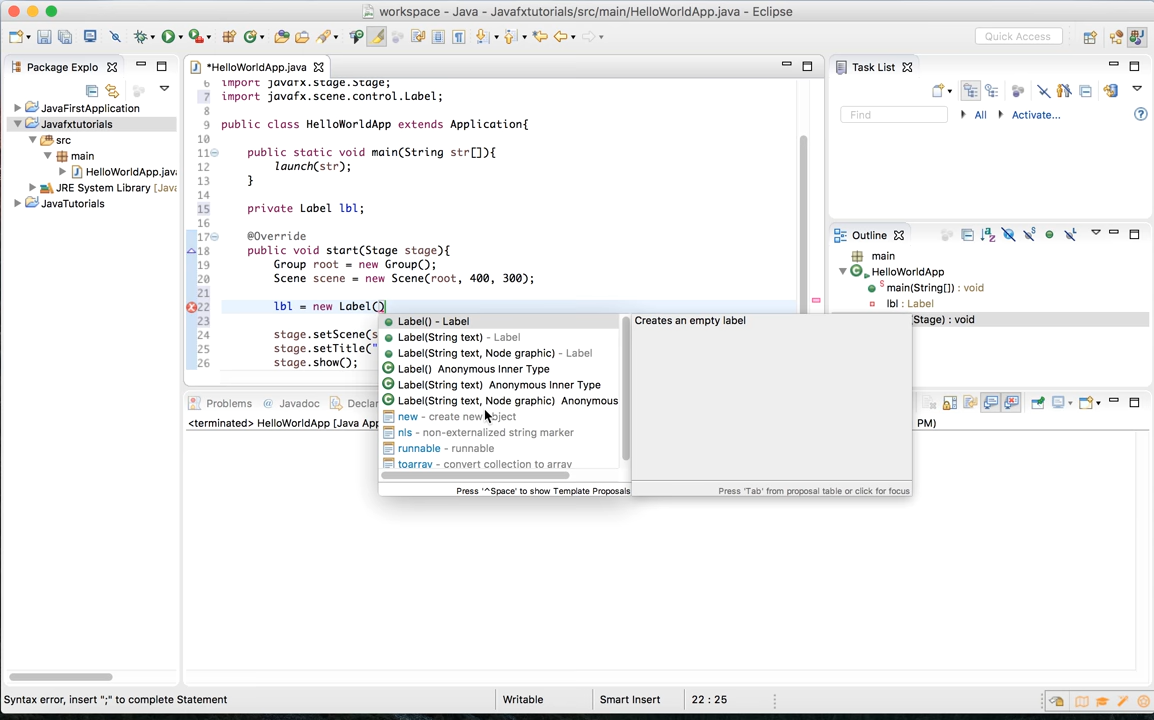 workspace - Java - Javafxtutorials/src/main/HelloWorldApp.java - Eclipse
Quick Access
Package Explo
JavaFirstApplication
Javafxtutorials
src
main
HelloWorldApp.java
JRE System Library [Java
JavaTutorials
*HelloWorldApp.java
6 import javafx.stage.Stage;
7 import javafx.scene.control.Label;
8
9 public class HelloWorldApp extends Application{
10
11 public static void main(String str[]){
12 launch(str);
13 }
14
15 private Label lbl;
16
17 @Override
18 public void start(Stage stage){
19 Group root = new Group();
20 Scene scene = new Scene(root, 400, 300);
21
22 lbl = new Label()
23
24 stage.setScene(s
25 stage.setTitle("
26 stage.show();
Label() - Label
Label(String text) - Label
Label(String text, Node graphic) - Label
Label() Anonymous Inner Type
Label(String text) Anonymous Inner Type
Label(String text, Node graphic) Anonymous
new - create new object
nls - non-externalized string marker
runnable - runnable
toarray - convert collection to array
Press '^Space' to show Template Proposals
Creates an empty label
Press 'Tab' from proposal table or click for focus
Task List
Find
All
Activate...
Outline
main
HelloWorldApp
main(String[]) : void
lbl : Label
(Stage) : void
Problems
Javadoc
Declar
<terminated> HelloWorldApp [Java App
PM)
Syntax error, insert ";" to complete Statement
Writable
Smart Insert
22 : 25